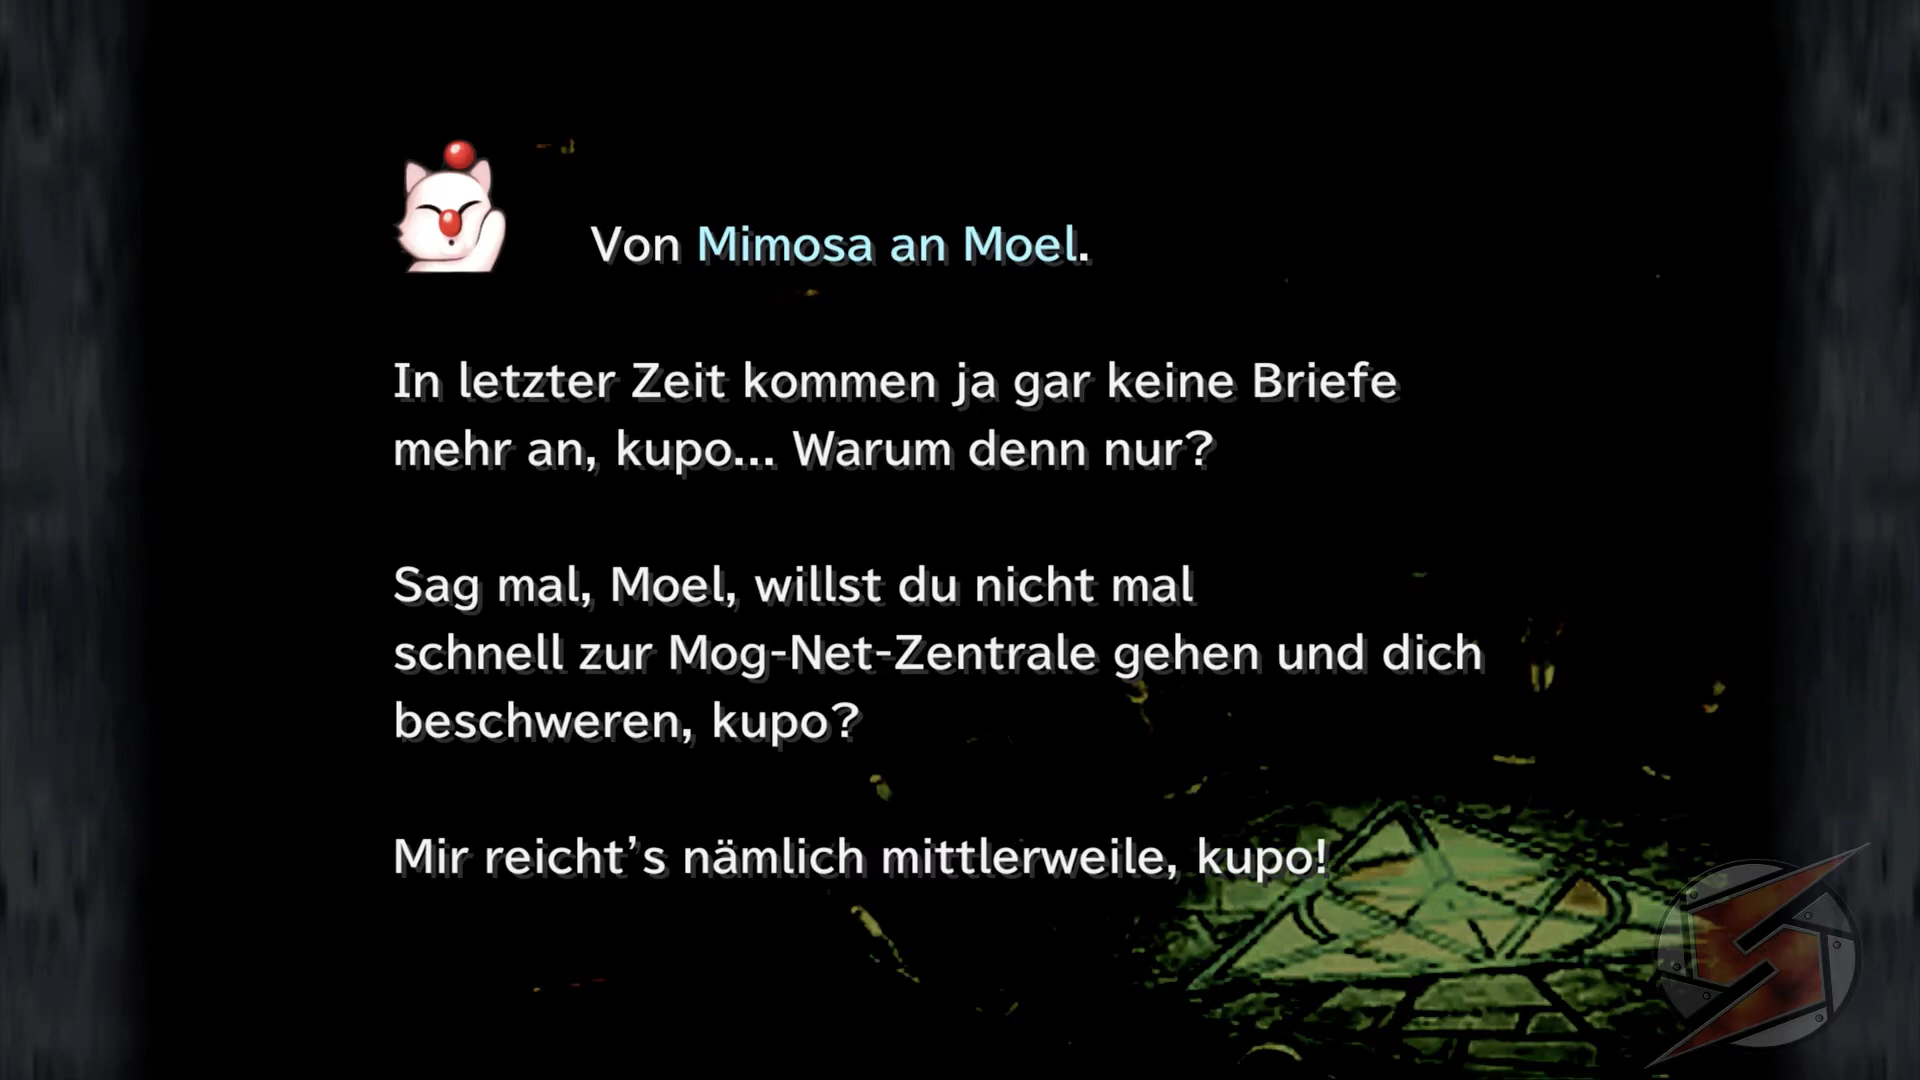 Von Mimosa an Moel.
In letzter Zeit kommen ja gar keine Briefe
mehr an, kupo... Warum denn nur?
Sag mal, Moel, willst du nicht mal
schnell zur Mog-Net-Zentrale gehen und dich
beschweren, kupo?
Mir reicht's nämlich mittlerweile, kupo!